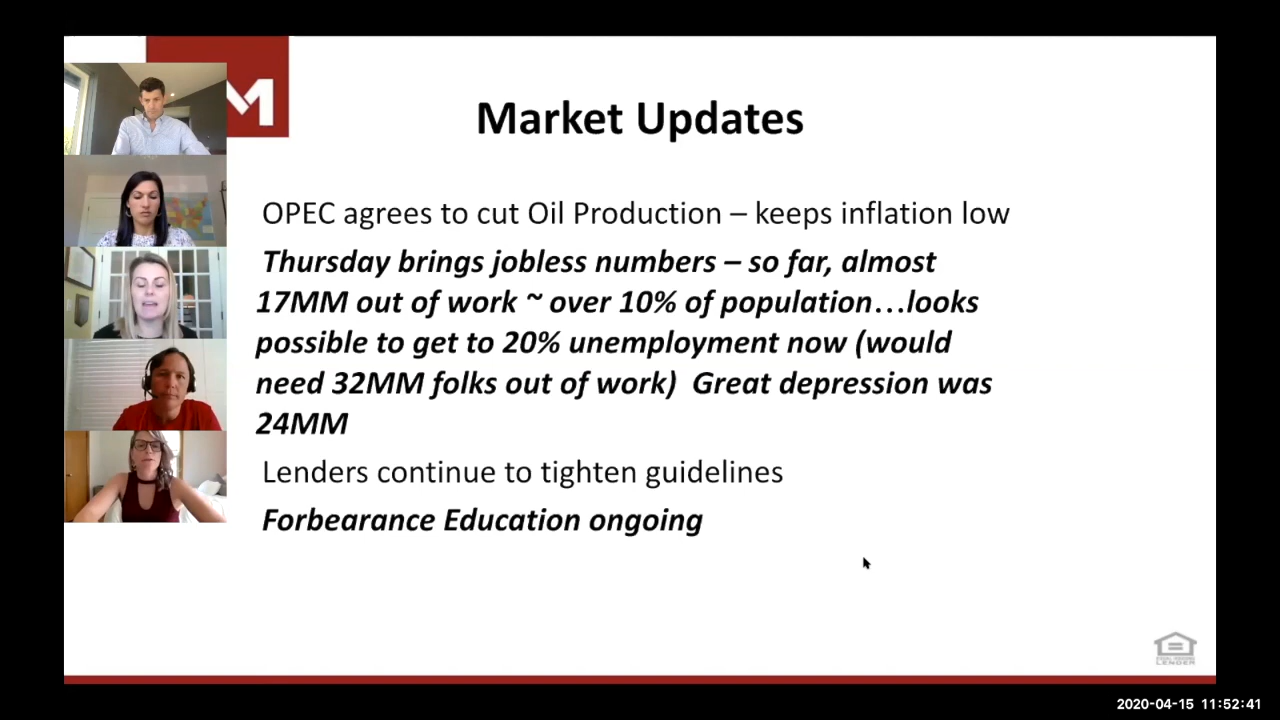 M
Market Updates
OPEC agrees to cut Oil Production – keeps inflation low
Thursday brings jobless numbers – so far, almost
17MM out of work ~ over 10% of population…looks
possible to get to 20% unemployment now (would
need 32MM folks out of work)  Great depression was
24MM
Lenders continue to tighten guidelines
Forbearance Education ongoing
LENDER
2020-04-15 11:52:41